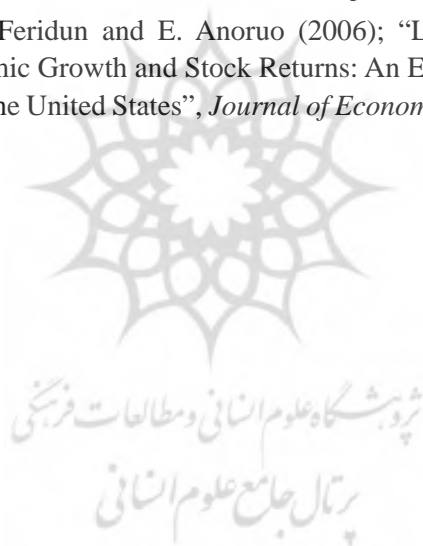 Feridun and E. Anoruo (2006); “L
nic Growth and Stock Returns: An E
ne United States”, Journal of Econom
پژوهشگاه علوم انسانی و مطالعات فرهنگی
پرتال جامع علوم انسانی